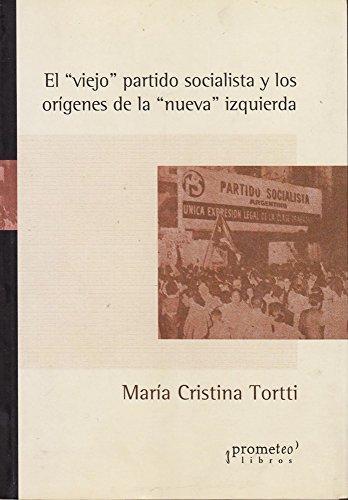 El “viejo” partido socialista y los
orígenes de la “nueva” izquierda
PARTIDO SOCIALISTA
ARGENTINO
UNICA EXPRESION LEGAL DE LA CLASE
María Cristina Tortti
prometeo
libros